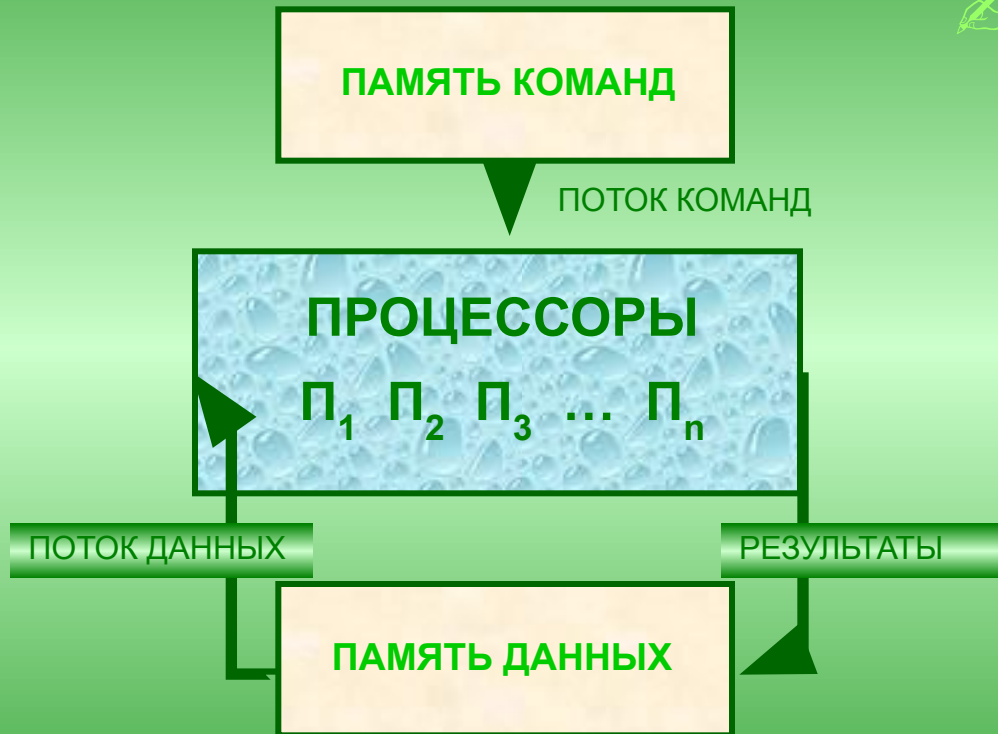 ПАМЯТЬ КОМАНД
ПОТОК КОМАНД
ПРОЦЕССОРЫ
П₁ П₂ П₃ … Пₙ
ПОТОК ДАННЫХ
РЕЗУЛЬТАТЫ
ПАМЯТЬ ДАННЫХ